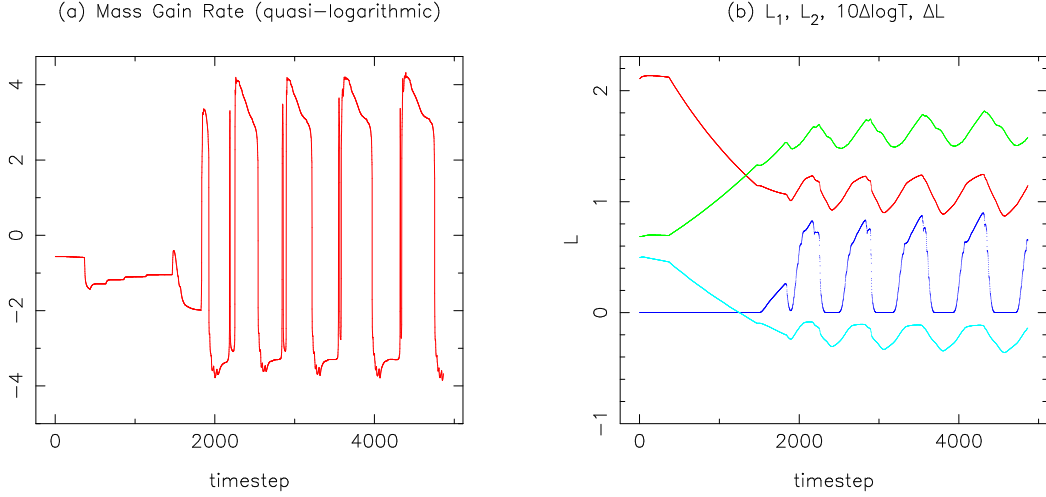 (a) Mass Gain Rate (quasi-logarithmic)
4
2
0
−2
−4
0 2000 4000
timestep
(b) L₁, L₂, 10ΔlogT, ΔL
2
1
0
−1
L
0 2000 4000
timestep